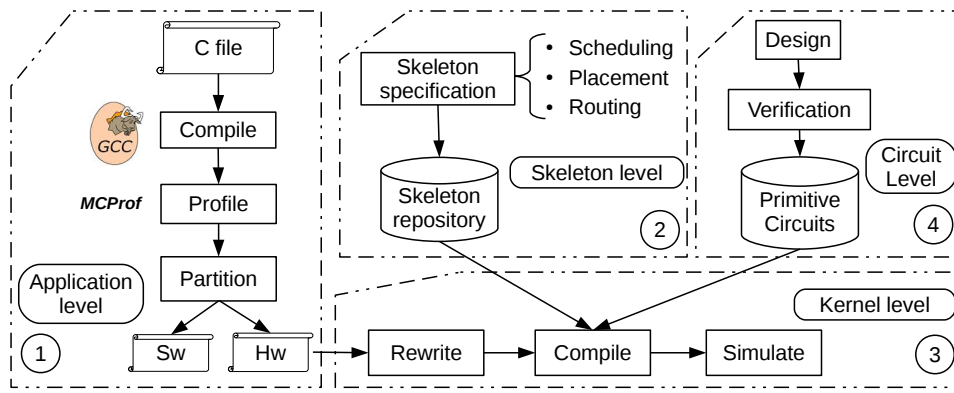 C file
Compile
GCC
MCProf
Profile
Partition
Application
level
1
Sw
Hw
Skeleton
specification
• Scheduling
• Placement
• Routing
Skeleton
repository
Skeleton level
2
Design
Verification
Primitive
Circuits
Circuit
Level
4
Kernel level
Rewrite
Compile
Simulate
3